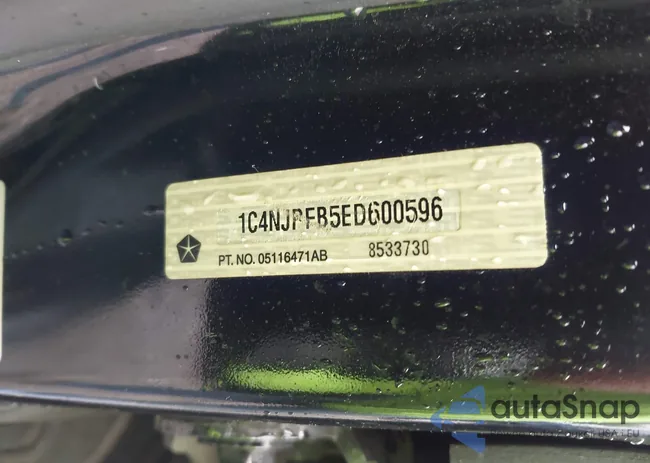 1C4NJPFB5ED600596
PT. NO. 05116471AB 8533730
autaSnap